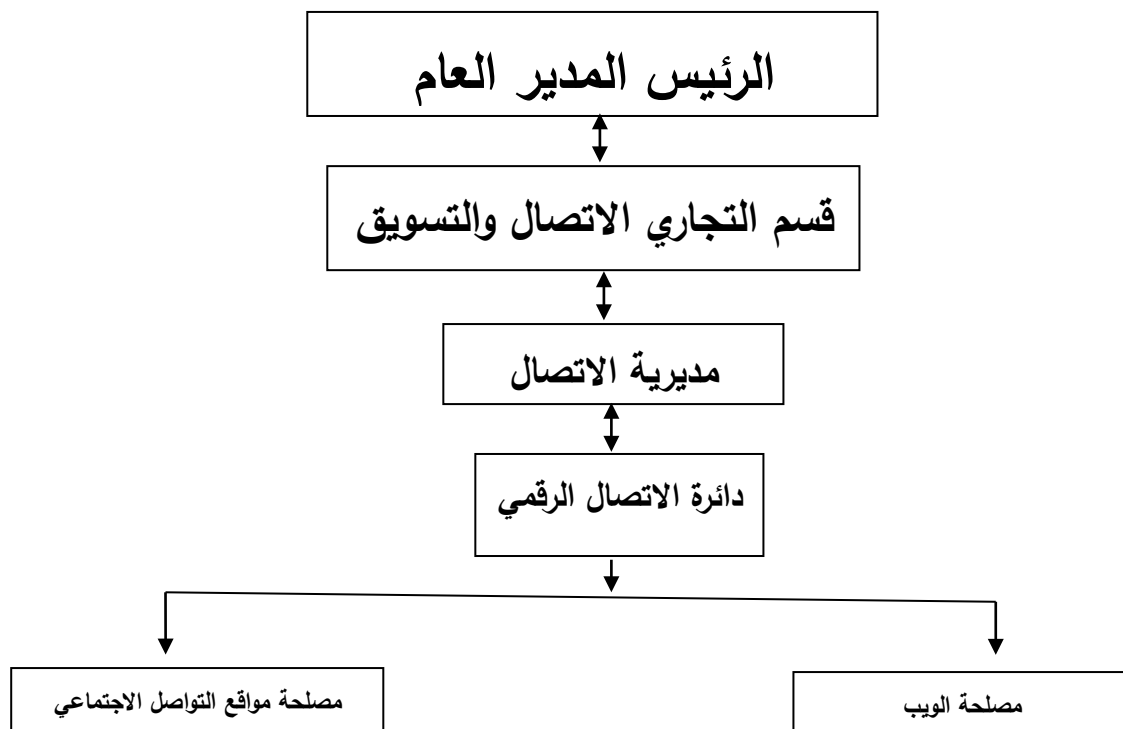 الرئيس المدير العام
قسم التجاري الاتصال والتسويق
مديرية الاتصال
دائرة الاتصال الرقمي
مصلحة الويب
مصلحة مواقع التواصل الاجتماعي